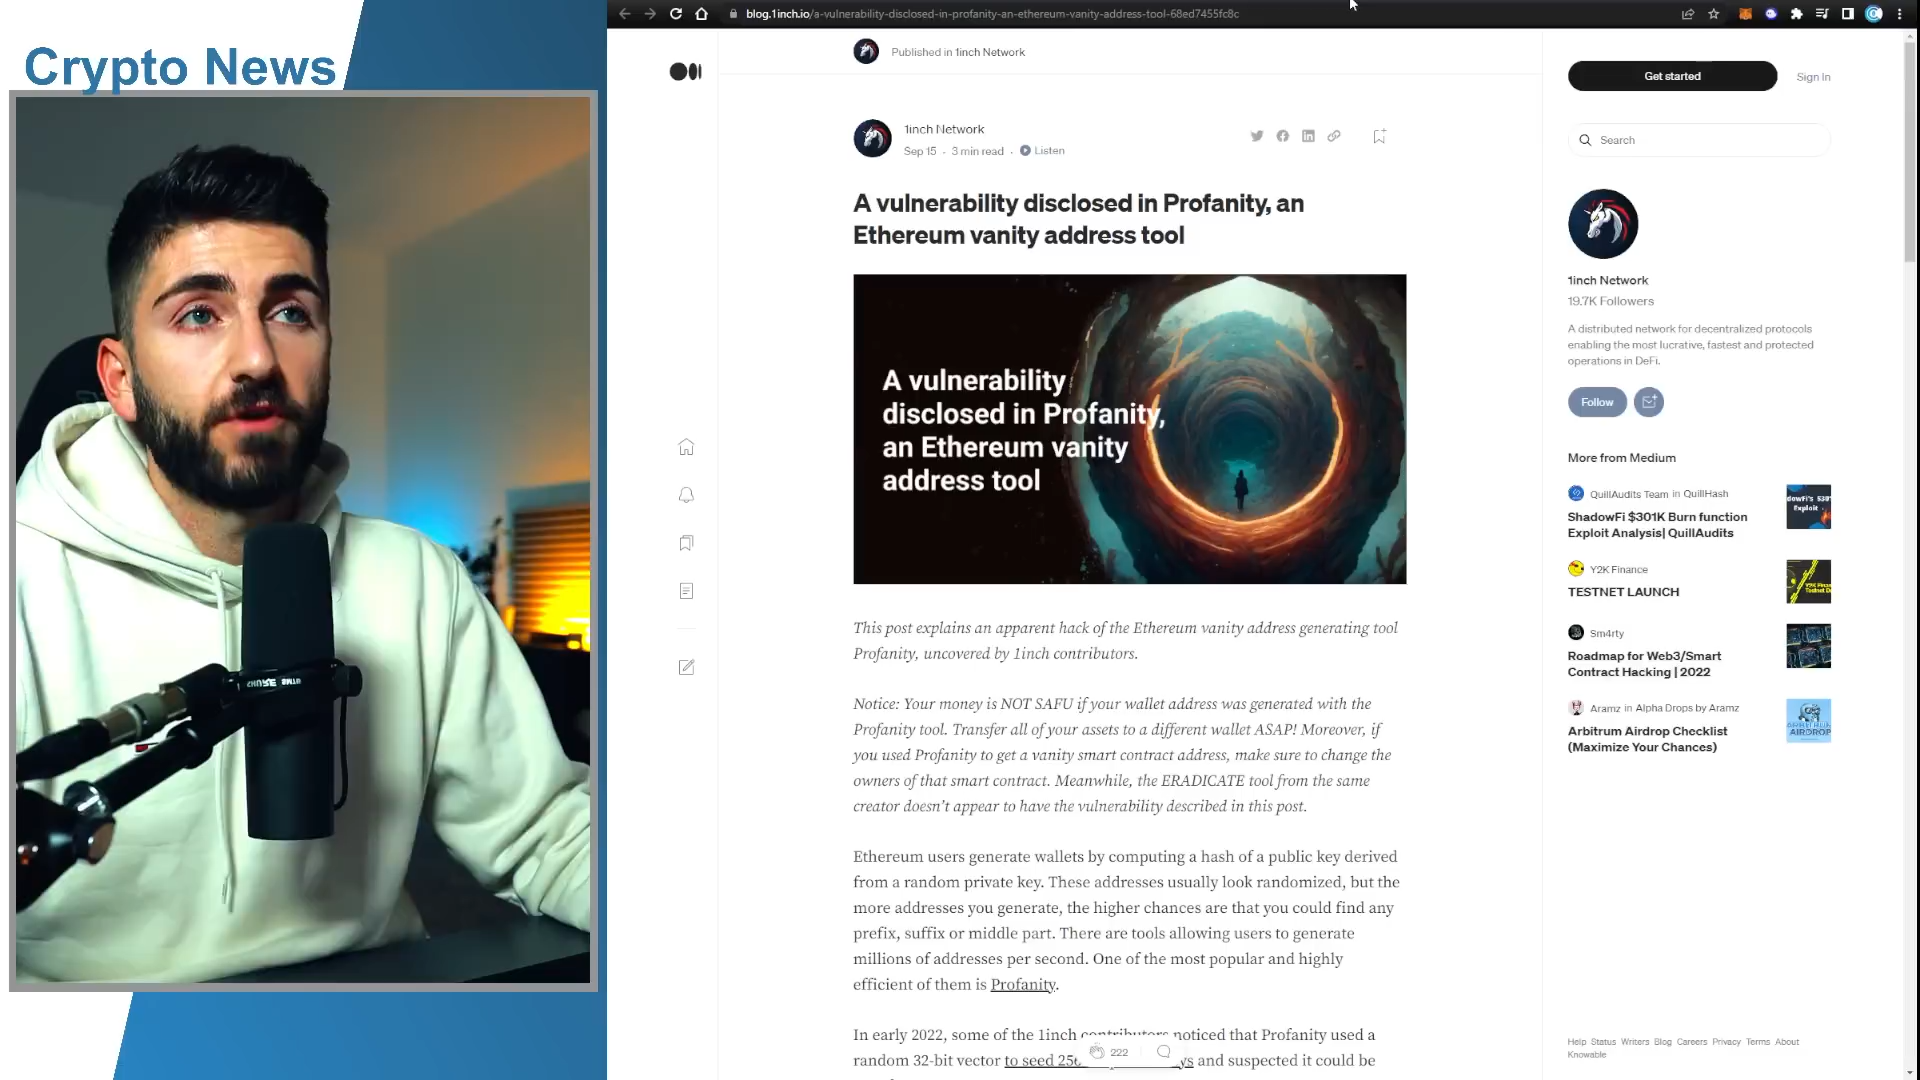 Crypto News
blog.1inch.io/a-vulnerability-disclosed-in-profanity-an-ethereum-vanity-address-tool-68ed7455fc8c
Published in 1inch Network
Get started
Sign In
1inch Network
Sep 15 · 3 min read · Listen
Search
A vulnerability disclosed in Profanity, an
Ethereum vanity address tool
A vulnerability
disclosed in Profanity,
an Ethereum vanity
address tool
This post explains an apparent hack of the Ethereum vanity address generating tool
Profanity, uncovered by 1inch contributors.
Notice: Your money is NOT SAFU if your wallet address was generated with the
Profanity tool. Transfer all of your assets to a different wallet ASAP! Moreover, if
you used Profanity to get a vanity smart contract address, make sure to change the
owners of that smart contract. Meanwhile, the ERADICATE tool from the same
creator doesn’t appear to have the vulnerability described in this post.
Ethereum users generate wallets by computing a hash of a public key derived
from a random private key. These addresses usually look randomized, but the
more addresses you generate, the higher chances are that you could find any
prefix, suffix or middle part. There are tools allowing users to generate
millions of addresses per second. One of the most popular and highly
efficient of them is Profanity.
In early 2022, some of the 1inch contributors noticed that Profanity used a
random 32-bit vector to seed 256 and suspected it could be
222
1inch Network
19.7K Followers
A distributed network for decentralized protocols
enabling the most lucrative, fastest and protected
operations in DeFi.
Follow
More from Medium
QuillAudits Team in QuillHash
ShadowFi $301K Burn function
Exploit Analysis| QuillAudits
Y2K Finance
TESTNET LAUNCH
Sm4rty
Roadmap for Web3/Smart
Contract Hacking | 2022
Aramz in Alpha Drops by Aramz
Arbitrum Airdrop Checklist
(Maximize Your Chances)
ARBITRUM
AIRDROP
Help Status Writers Blog Careers Privacy Terms About
Knowable
SHURE SM7B